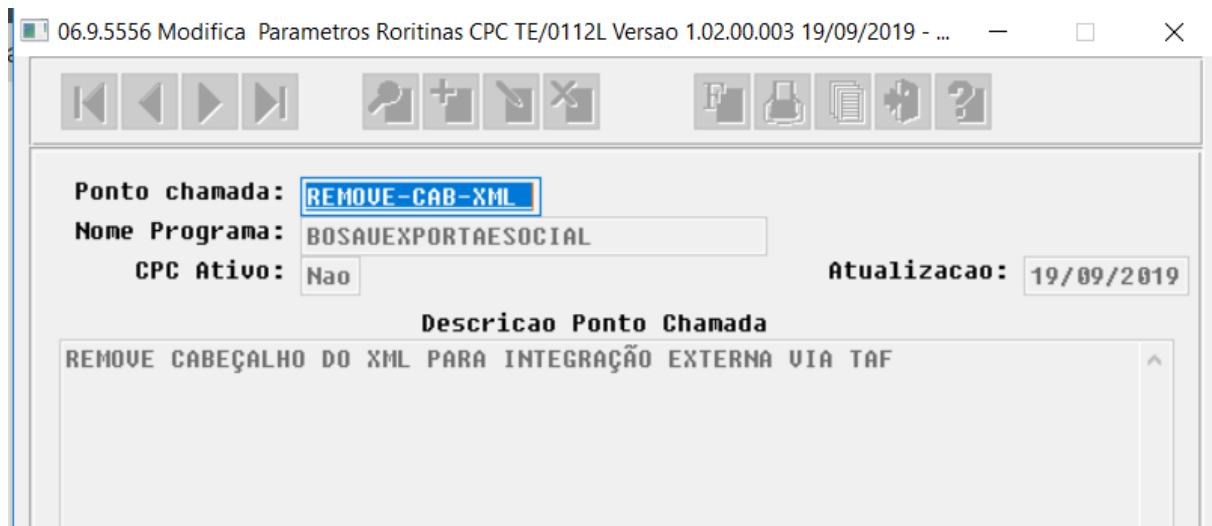 06.9.5556 Modifica Parametros Roritinas CPC TE/0112L Versao 1.02.00.003 19/09/2019 - ...
Ponto chamada: REMOVE-CAB-XML
Nome Programa: BOSAUEXPORTAESOCIAL
CPC Ativo: Nao Atualizacao: 19/09/2019
Descricao Ponto Chamada
REMOVE CABEÇALHO DO XML PARA INTEGRAÇÃO EXTERNA VIA TAF